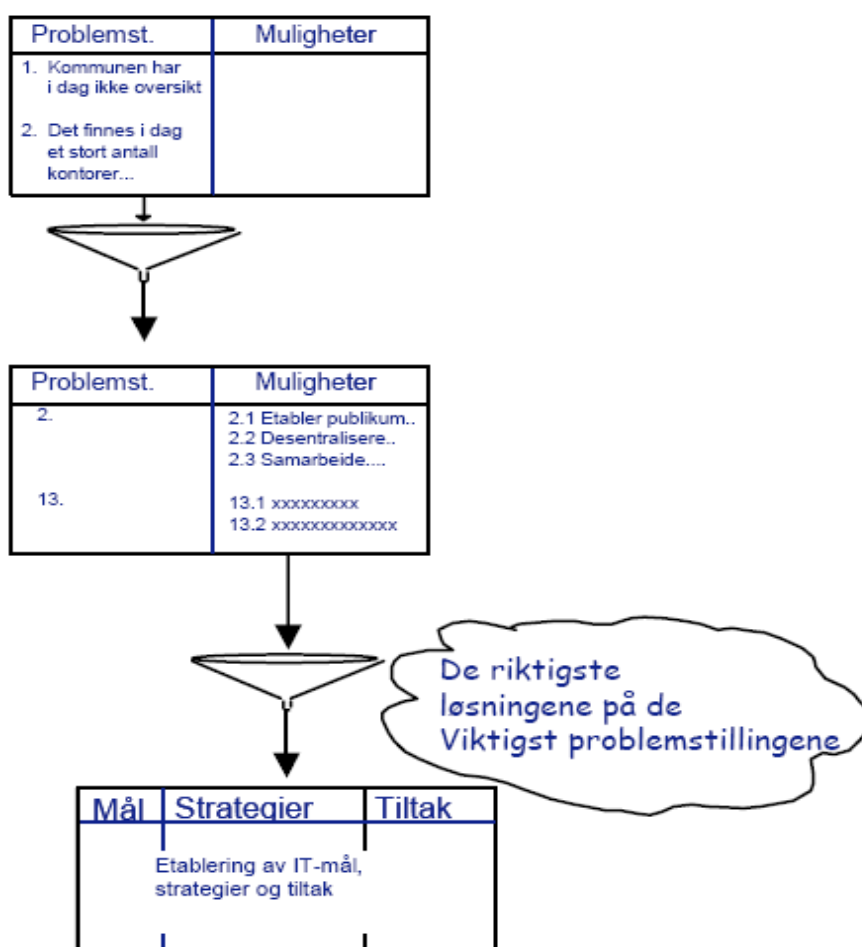 Problemst. Muligheter
1. Kommunen har
i dag ikke oversikt
2. Det finnes i dag
et stort antall
kontorer...
Problemst. Muligheter
2. 2.1 Etabler publikum..
2.2 Desentralisere..
2.3 Samarbeide....
13. 13.1 xxxxxxxxx
13.2 xxxxxxxxxxxxx
De riktigste
løsningene på de
Viktigst problemstillingene
Mål Strategier Tiltak
Etablering av IT-mål,
strategier og tiltak